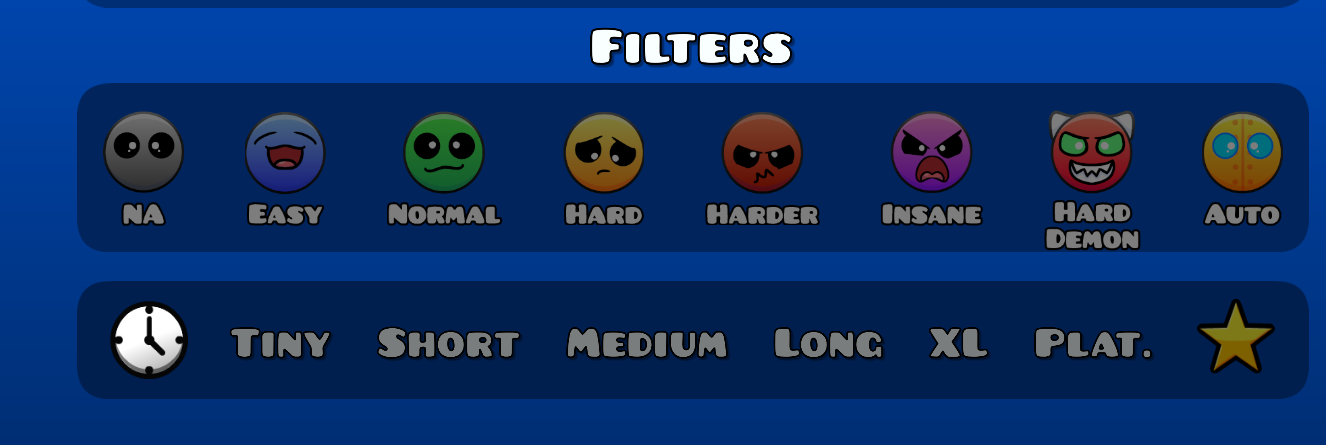 Filters
NA Easy Normal Hard Harder Insane Hard Demon Auto
Tiny Short Medium Long XL Plat.